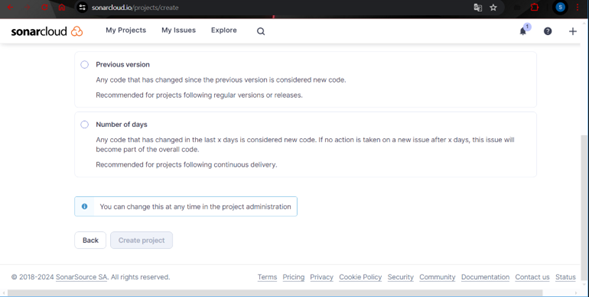 sonarcloud.io/projects/create
sonarcloud My Projects My Issues Explore 1
Previous version
Any code that has changed since the previous version is considered new code.
Recommended for projects following regular versions or releases.
Number of days
Any code that has changed in the last x days is considered new code. If no action is taken on a new issue after x days, this issue will
become part of the overall code.
Recommended for projects following continuous delivery.
You can change this at any time in the project administration
Back Create project
© 2018-2024 SonarSource SA. All rights reserved. Terms Pricing Privacy Cookie Policy Security Community Documentation Contact us Status